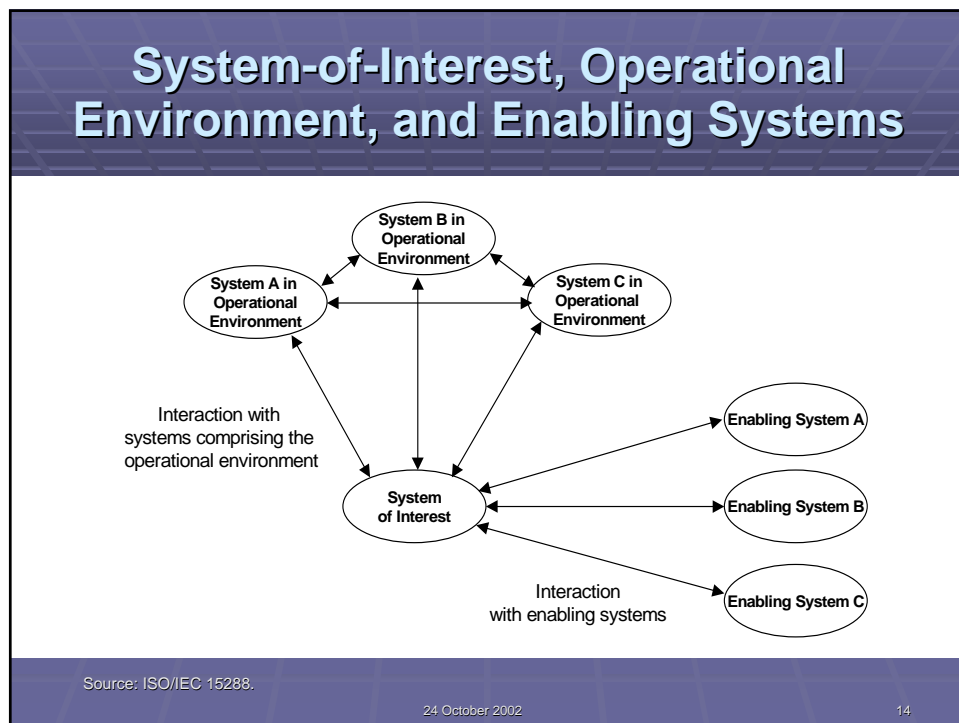 System-of-Interest, Operational
Environment, and Enabling Systems
System B in
Operational
Environment
System A in
Operational
Environment
System C in
Operational
Environment
Interaction with
systems comprising the
operational environment
Enabling System A
System
of Interest
Enabling System B
Interaction
with enabling systems
Enabling System C
Source: ISO/IEC 15288.
24 October 2002
14